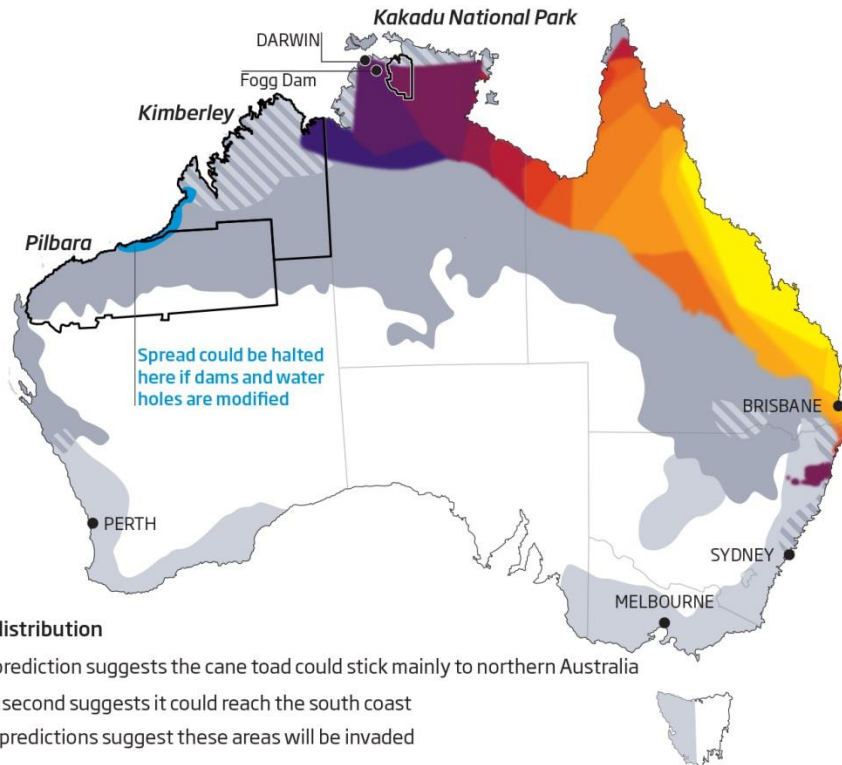 Kakadu National Park
DARWIN
Fogg Dam
Kimberley
Pilbara
Spread could be halted
here if dams and water
holes are modified
BRISBANE
PERTH
SYDNEY
MELBOURNE
distribution
prediction suggests the cane toad could stick mainly to northern Australia
second suggests it could reach the south coast
predictions suggest these areas will be invaded